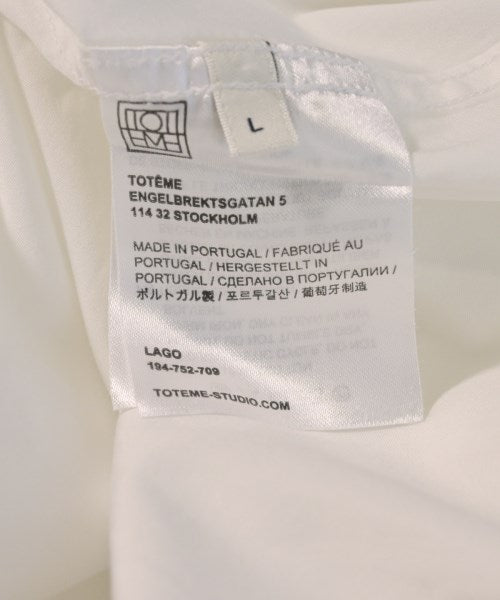 TOTEME
L
TOTÊME
ENGELBREKTSGATAN 5
114 32 STOCKHOLM
MADE IN PORTUGAL / FABRIQUÉ AU
PORTUGAL / HERGESTELLT IN
PORTUGAL / СДЕЛАНО В ПОРТУГАЛИИ /
ポルトガル製 / 포르투갈산 / 葡萄牙制造
LAGO
194-752-709
TOTEME-STUDIO.COM